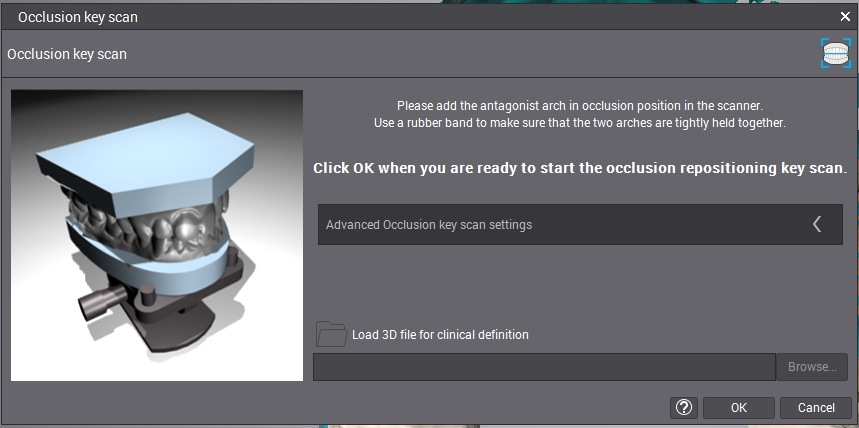 Occlusion key scan
Occlusion key scan
Please add the antagonist arch in occlusion position in the scanner.
Use a rubber band to make sure that the two arches are tightly held together.
Click OK when you are ready to start the occlusion repositioning key scan.
Advanced Occlusion key scan settings
Load 3D file for clinical definition
Browse...
?
OK
Cancel